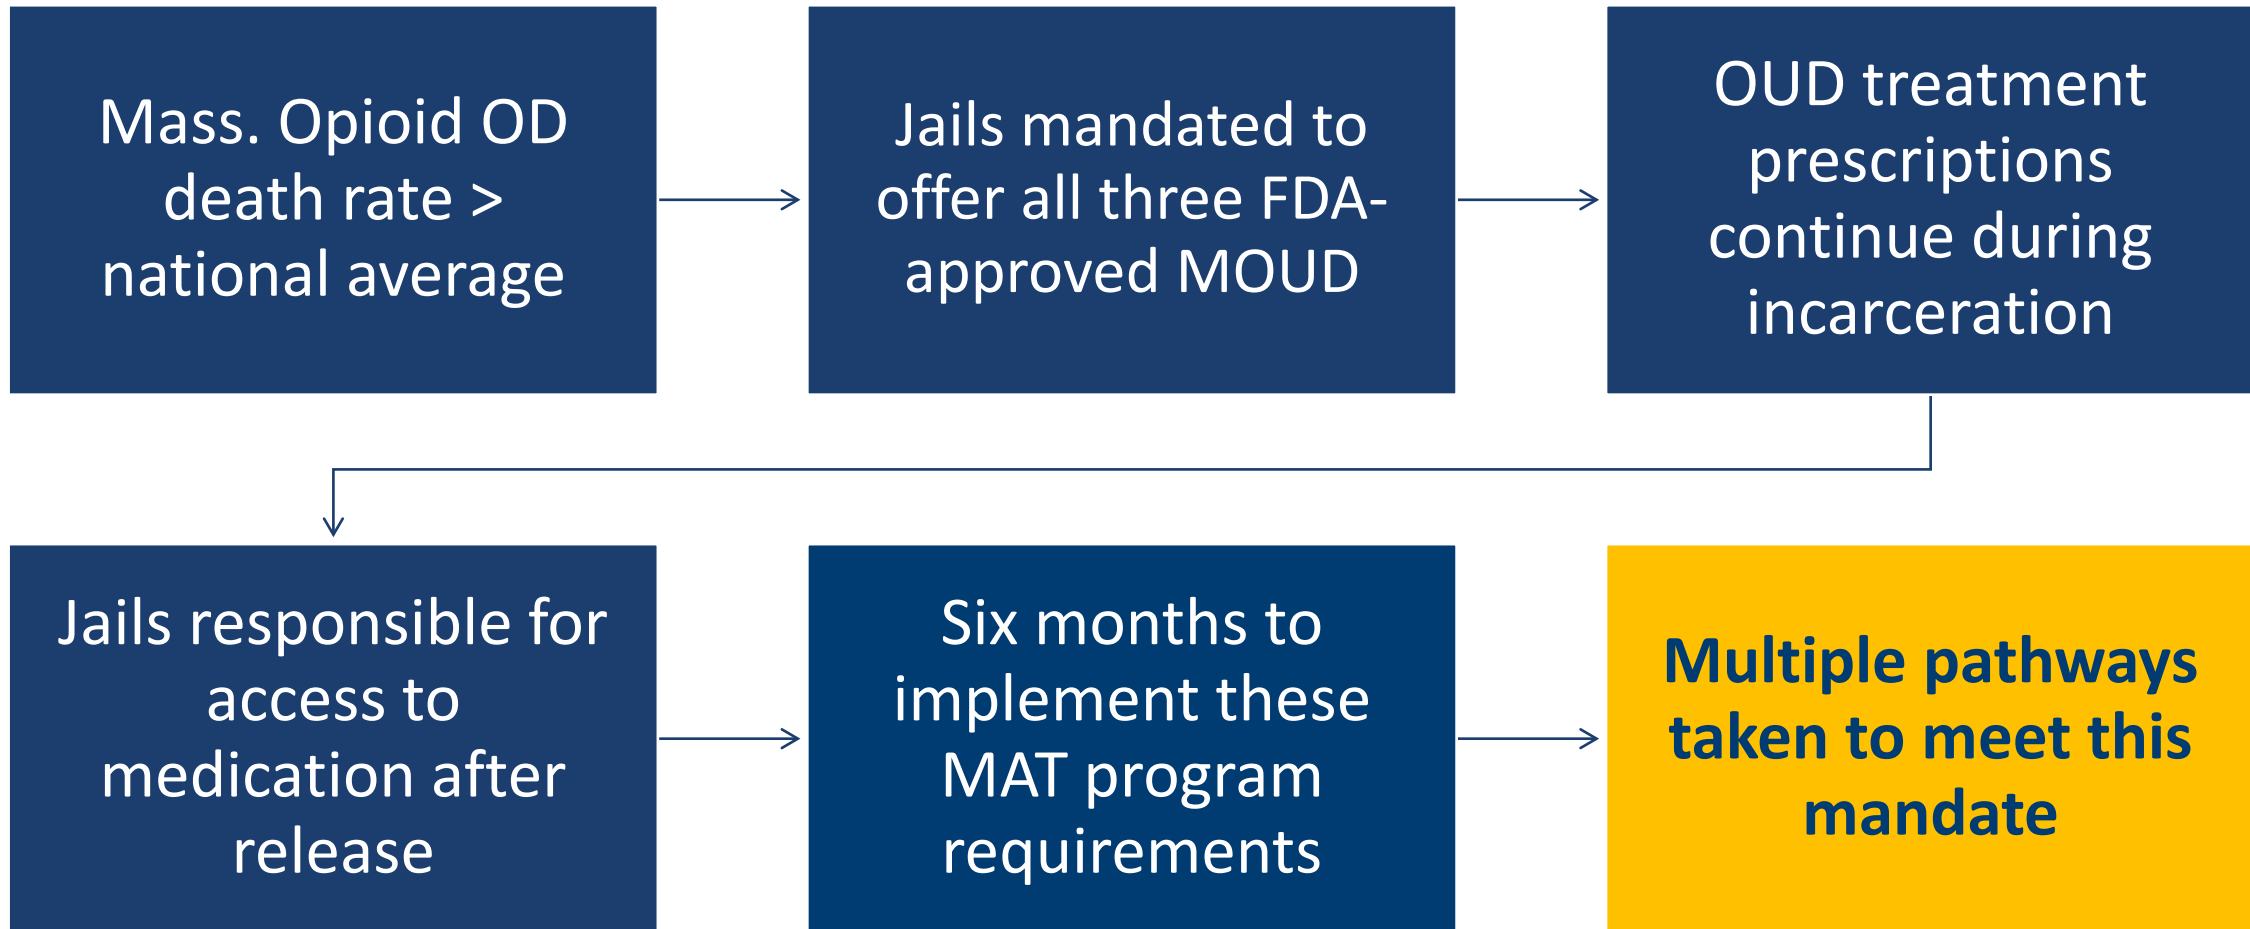 Mass. Opioid OD
death rate >
national average
Jails mandated to
offer all three FDA-
approved MOUD
OUD treatment
prescriptions
continue during
incarceration
Jails responsible for
access to
medication after
release
Six months to
implement these
MAT program
requirements
Multiple pathways
taken to meet this
mandate